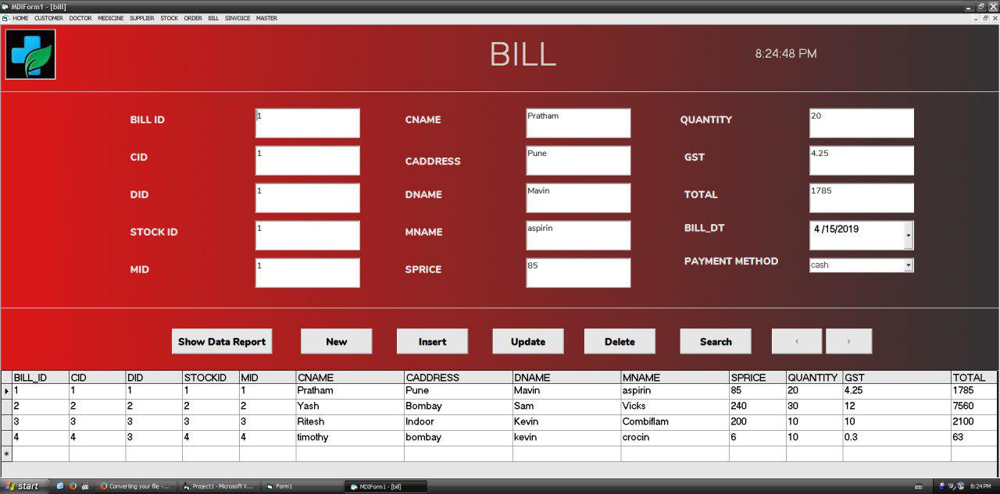 MDIForm1 - [bill]
HOME CUSTOMER DOCTOR MEDICINE SUPPLIER STOCK ORDER BILL SINVOICE MASTER
BILL 8:24:48 PM
BILL ID 1 CNAME Pratham QUANTITY 20
CID 1 CADDRESS Pune GST 4.25
DID 1 DNAME Mavin TOTAL 1785
STOCK ID 1 MNAME aspirin BILL_DT 4 /15/2019
MID 1 SPRICE 85 PAYMENT METHOD cash
Show Data Report New Insert Update Delete Search < >
BILL_ID CID DID STOCKID MID CNAME CADDRESS DNAME MNAME SPRICE QUANTITY GST TOTAL
1 1 1 1 1 Pratham Pune Mavin aspirin 85 20 4.25 1785
2 2 2 2 2 Yash Bombay Sam Vicks 240 30 12 7560
3 3 3 3 3 Ritesh Indoor Kevin Combiflam 200 10 10 2100
4 4 3 4 4 timothy bombay kevin crocin 6 10 0.3 63
start Converting your file -... Project1 - Microsoft V... Form1 MDIForm1 - [bill] 8:24 PM